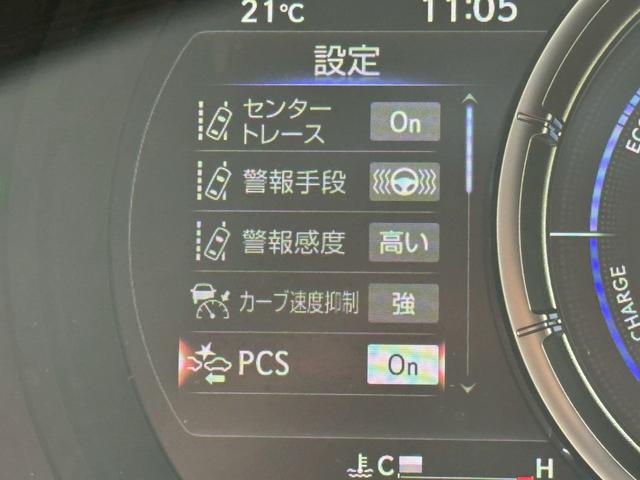 21℃
11:05
設定
センター
トレース
On
警報手段
警報感度
高い
カーブ速度抑制
強
PCS
On
C
H
CHARGE